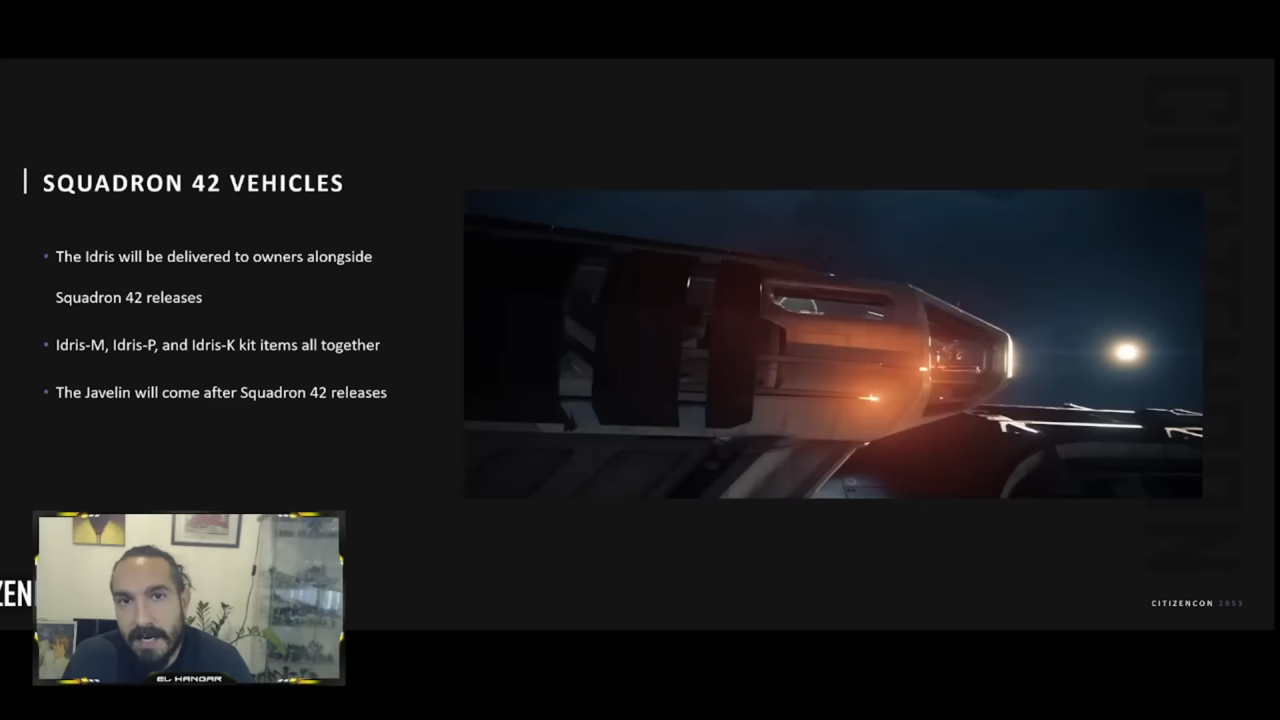 SQUADRON 42 VEHICLES
• The Idris will be delivered to owners alongside
Squadron 42 releases
• Idris-M, Idris-P, and Idris-K kit items all together
• The Javelin will come after Squadron 42 releases
ZEN
EL HANGAR
CITIZENCON 2953